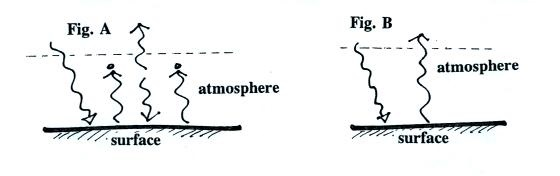 Fig. A
atmosphere
surface
Fig. B
atmosphere
surface